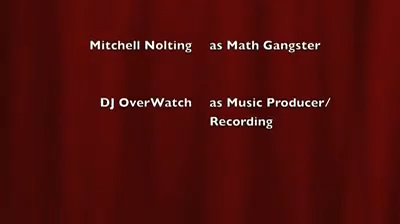 Mitchell Nolting as Math Gangster
DJ OverWatch as Music Producer/
Recording